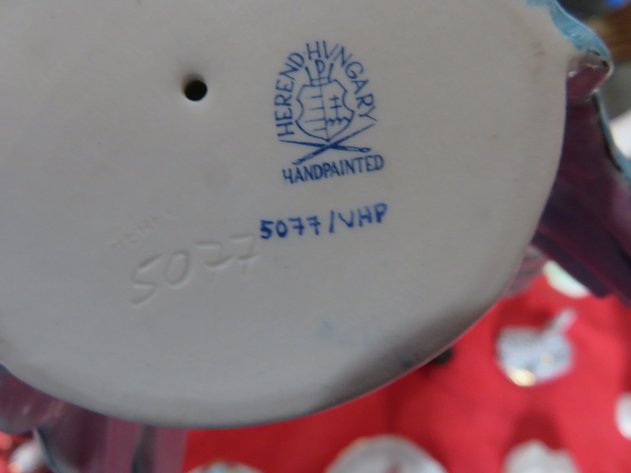 HEREND HUNGARY
HANDPAINTED
5077/VHP
5077